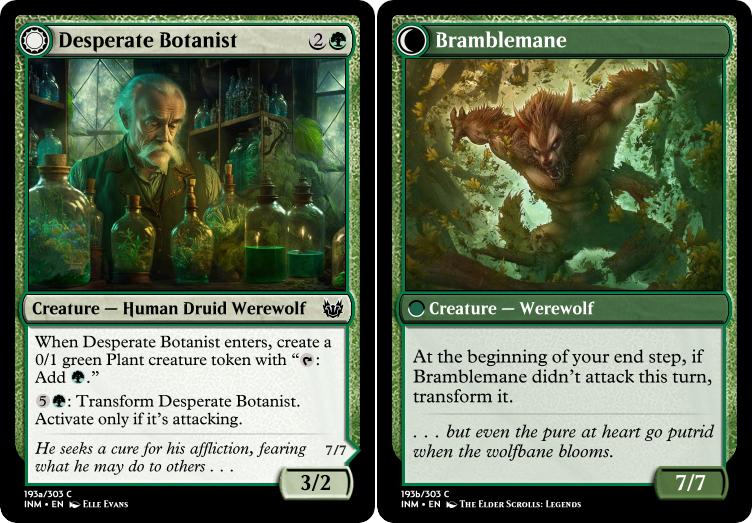 Desperate Botanist 2
Creature — Human Druid Werewolf
When Desperate Botanist enters, create a
0/1 green Plant creature token with “:
Add .”
5 : Transform Desperate Botanist.
Activate only if it’s attacking.
He seeks a cure for his affliction, fearing
what he may do to others . . .
7/7
3/2
193a/303 C
INM • EN Elle Evans
Bramblemane
Creature — Werewolf
At the beginning of your end step, if
Bramblemane didn’t attack this turn,
transform it.
. . . but even the pure at heart go putrid
when the wolfbane blooms.
7/7
193b/303 C
INM • EN The Elder Scrolls: Legends